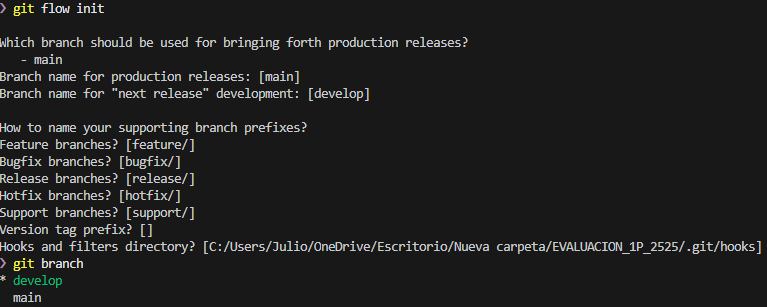 ❯ git flow init

Which branch should be used for bringing forth production releases?
   - main
Branch name for production releases: [main]
Branch name for "next release" development: [develop]

How to name your supporting branch prefixes?
Feature branches? [feature/]
Bugfix branches? [bugfix/]
Release branches? [release/]
Hotfix branches? [hotfix/]
Support branches? [support/]
Version tag prefix? []
Hooks and filters directory? [C:/Users/Julio/OneDrive/Escritorio/Nueva carpeta/EVALUACION_1P_2525/.git/hooks]
❯ git branch
* develop
  main